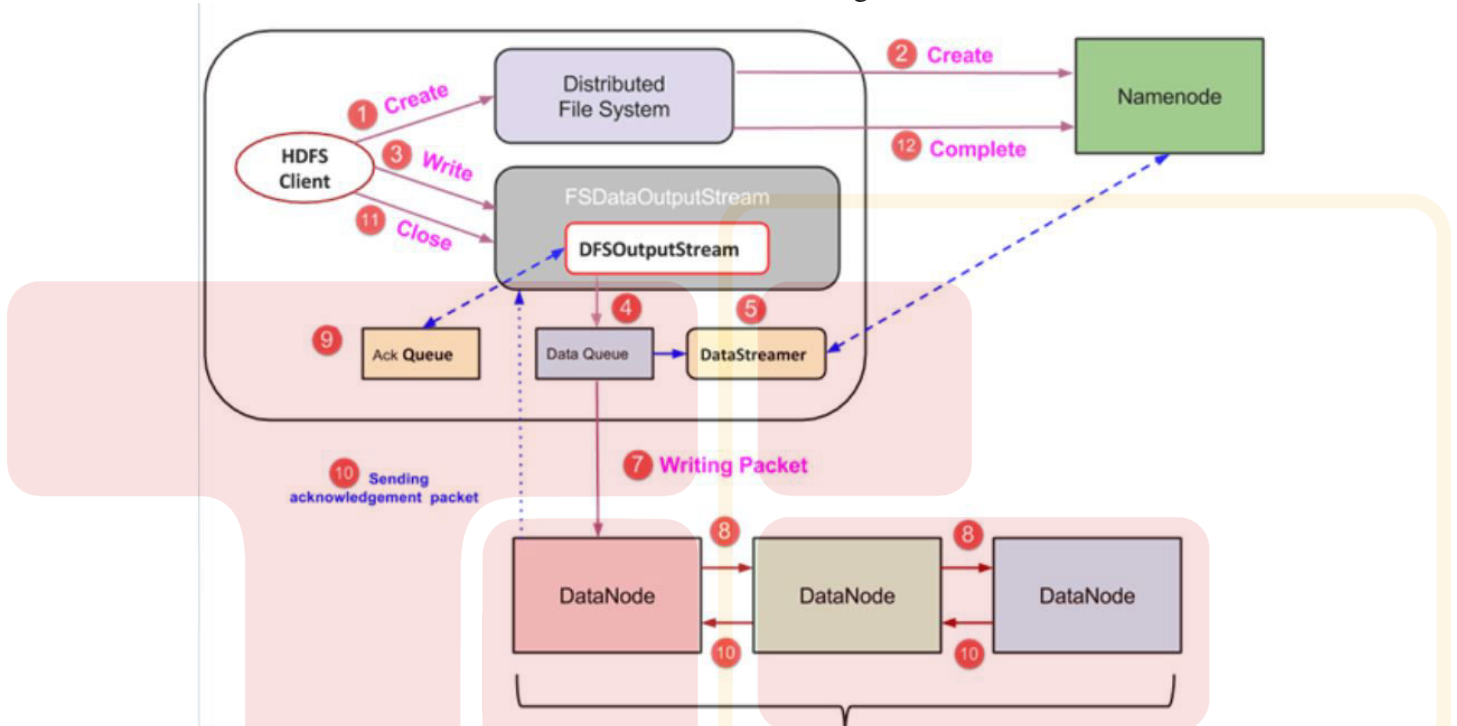 1 Create
Distributed
File System
2 Create
Namenode
12 Complete
HDFS
Client
3 Write
11 Close
FSDataOutputStream
DFSOutputStream
4
5
9
Ack Queue
Data Queue
DataStreamer
7 Writing Packet
10 Sending
acknowledgement packet
8
8
DataNode
DataNode
DataNode
10
10